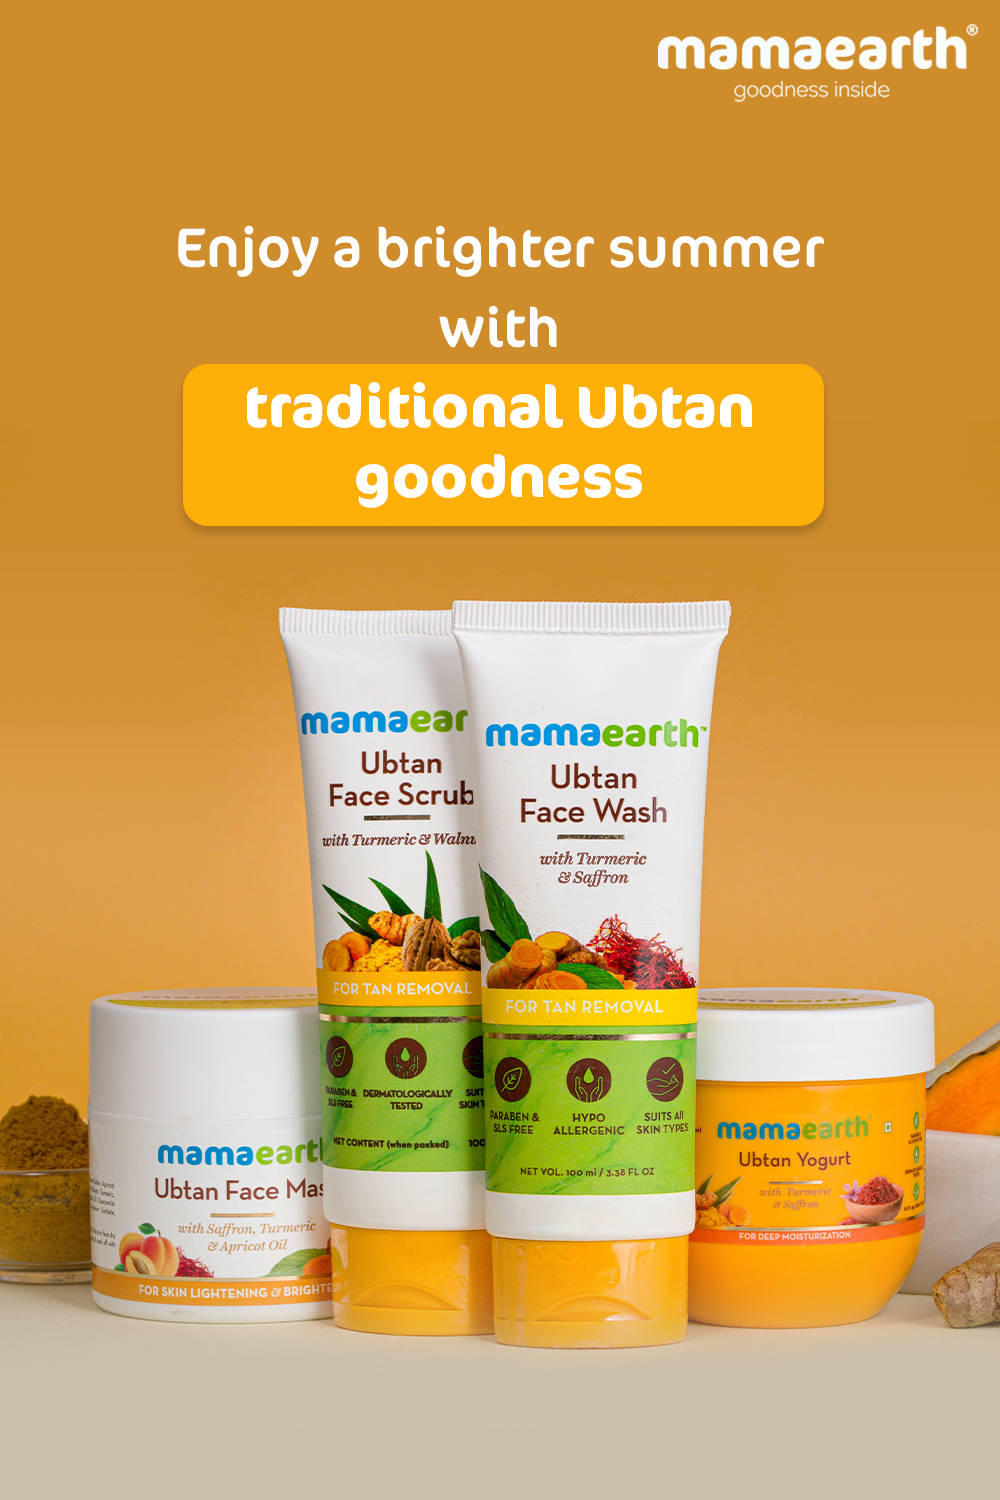 mamaearth®
goodness inside
Enjoy a brighter summer
with
traditional Ubtan
goodness
mamaear
Ubtan
Face Scrub
with Turmeric & Waln
FOR TAN REMOVAL
PARABEN &
SLS FREE
DERMATOLOGICALLY
TESTED
SUIT
SKIN T
NET CONTENT (when packed)
100
mamaearth™
Ubtan
Face Wash
with Turmeric
& Saffron
FOR TAN REMOVAL
PARABEN &
SLS FREE
HYPO
ALLERGENIC
SUITS All
SKIN TYPES
NET VOL. 100 ml / 3.38 FL OZ
mamaeart
Ubtan Face Mas
with Saffron, Turmeric
& Apricot Oil
FOR SKIN LIGHTENING & BRIGHTE
mamaearth
mamaearth
Ubtan Yogurt
with Turmeric
& Saffron
FOR DEEP MOISTURIZATION